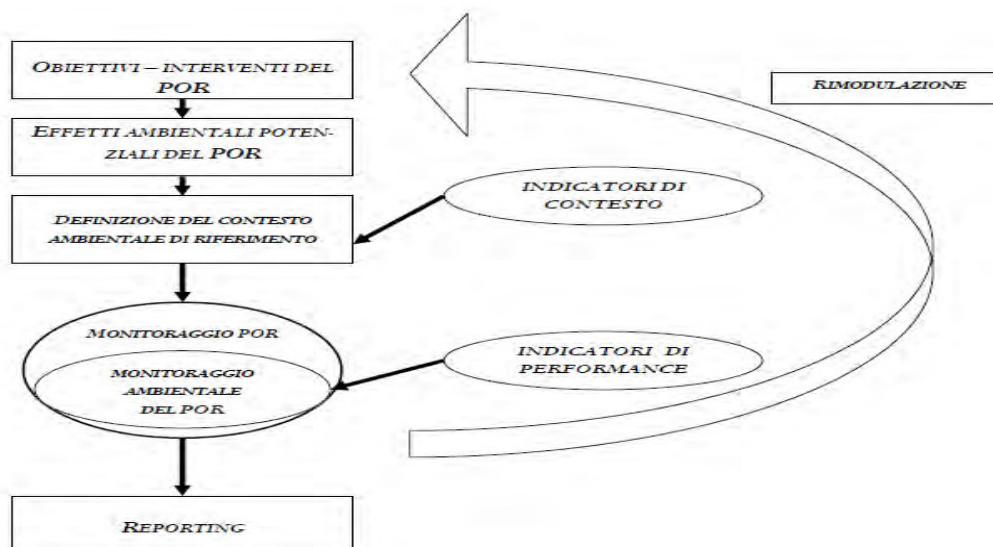 OBIETTIVI – INTERVENTI DEL
POR
RIMODULAZIONE
EFFETTI AMBIENTALI POTEN-
ZIALI DEL POR
INDICATORI DI
CONTESTO
DEFINIZIONE DEL CONTESTO
AMBIENTALE DI RIFERIMENTO
MONITORAGGIO POR
INDICATORI DI
PERFORMANCE
MONITORAGGIO
AMBIENTALE
DEL POR
REPORTING